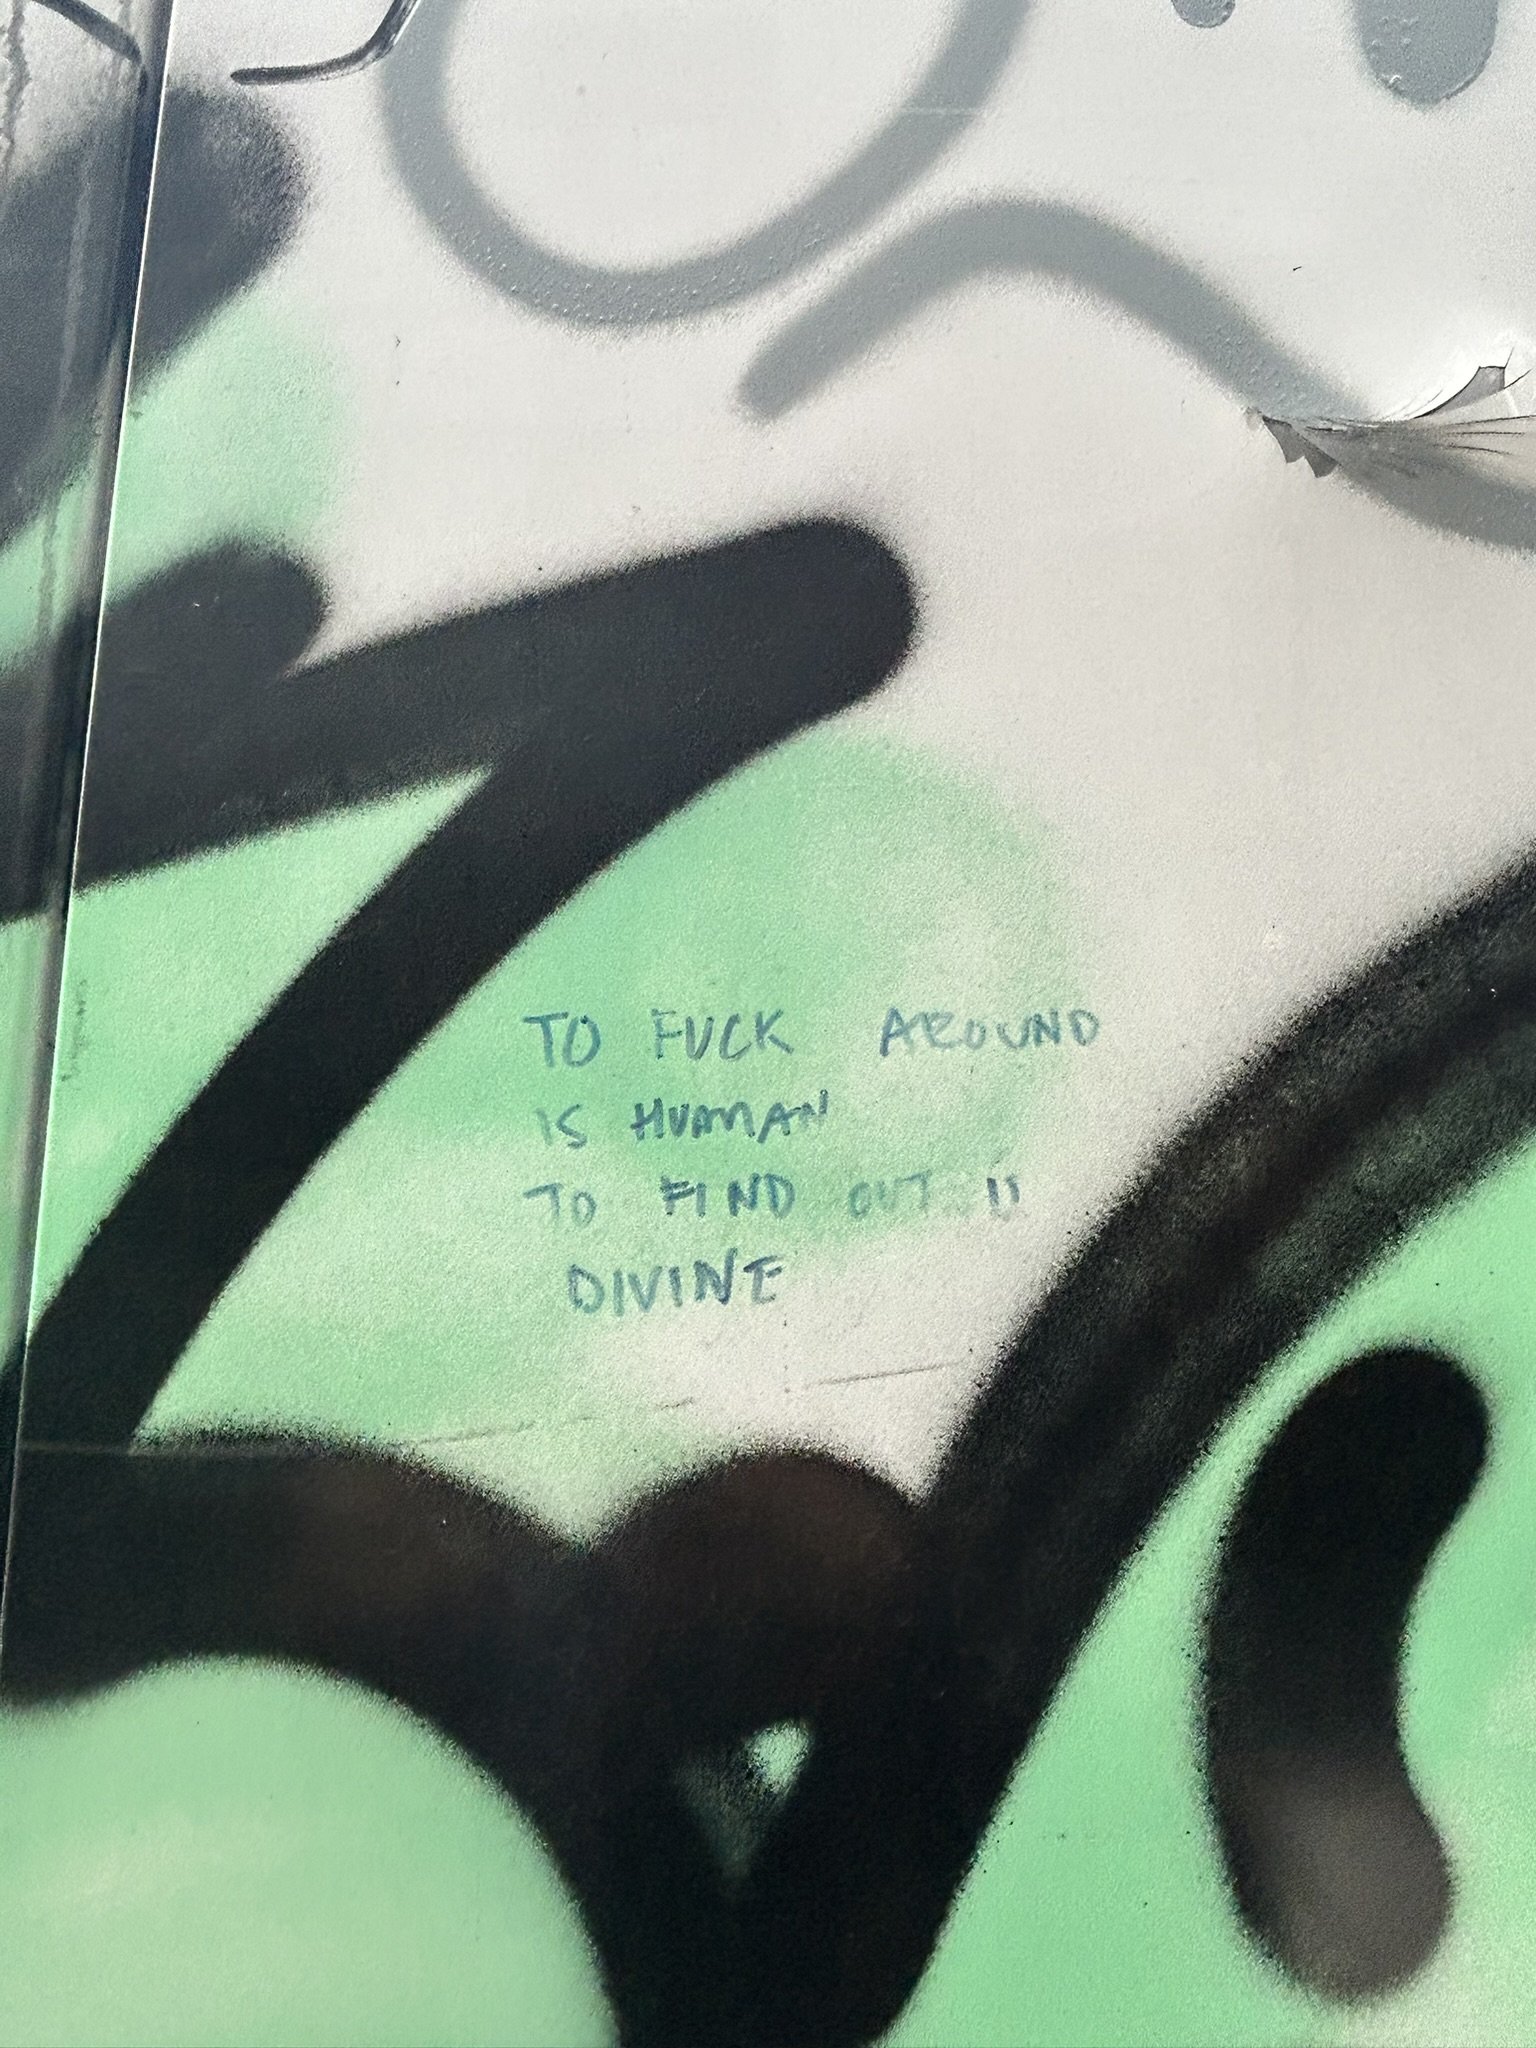 TO FUCK AROUND
IS HUMAN
TO FIND OUT IS
DIVINE